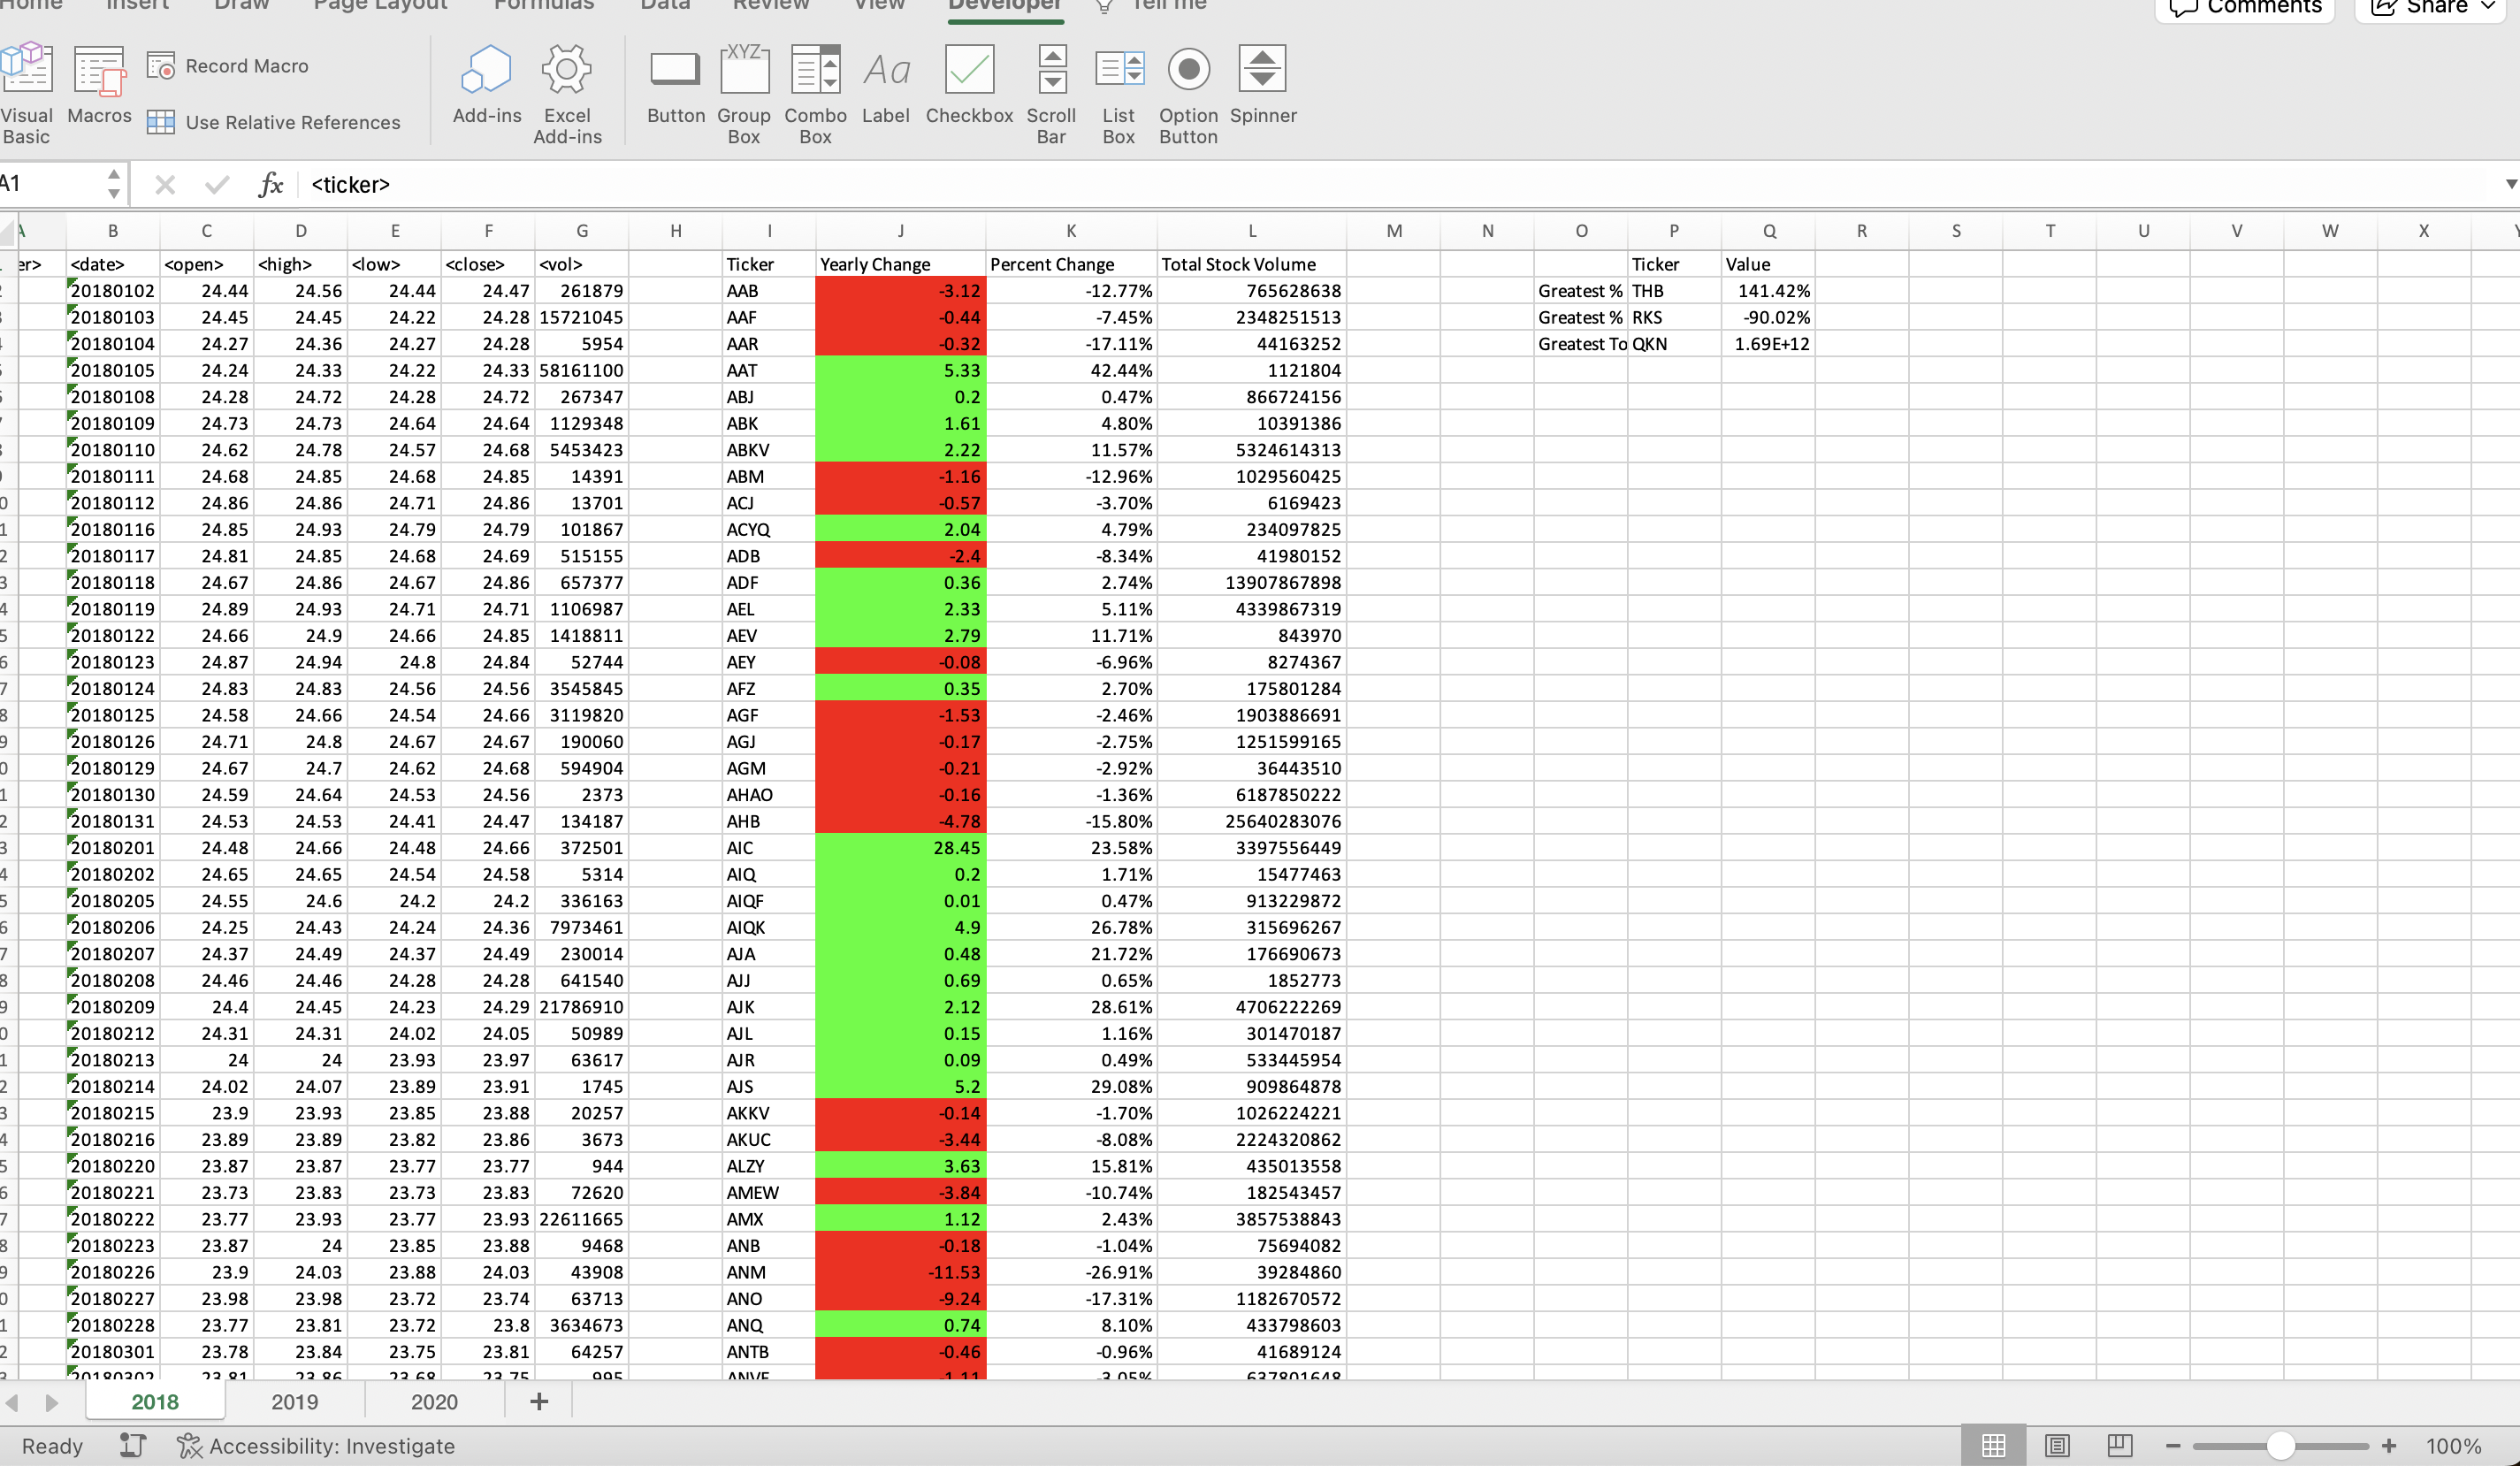 Home Insert Draw Page Layout Formulas Data Review View Developer Tell me Comments Share
Record Macro
Use Relative References
Visual Basic Macros Add-ins Excel Add-ins Button Group Box Combo Box Label Checkbox Scroll Bar List Box Option Button Spinner
XYZ Aa
A1 fx <ticker>
A B C D E F G H I J K L M N O P Q R S T U V W X
er> <date> <open> <high> <low> <close> <vol> Ticker Yearly Change Percent Change Total Stock Volume Ticker Value
20180102 24.44 24.56 24.44 24.47 261879 AAB -3.12 -12.77% 765628638 Greatest % THB 141.42%
20180103 24.45 24.45 24.22 24.28 15721045 AAF -0.44 -7.45% 2348251513 Greatest % RKS -90.02%
20180104 24.27 24.36 24.27 24.28 5954 AAR -0.32 -17.11% 44163252 Greatest To QKN 1.69E+12
20180105 24.24 24.33 24.22 24.33 58161100 AAT 5.33 42.44% 1121804
20180108 24.28 24.72 24.28 24.72 267347 ABJ 0.2 0.47% 866724156
20180109 24.73 24.73 24.64 24.64 1129348 ABK 1.61 4.80% 10391386
20180110 24.62 24.78 24.57 24.68 5453423 ABKV 2.22 11.57% 5324614313
20180111 24.68 24.85 24.68 24.85 14391 ABM -1.16 -12.96% 1029560425
20180112 24.86 24.86 24.71 24.86 13701 ACJ -0.57 -3.70% 6169423
20180116 24.85 24.93 24.79 24.79 101867 ACYQ 2.04 4.79% 234097825
20180117 24.81 24.85 24.68 24.69 515155 ADB -2.4 -8.34% 41980152
20180118 24.67 24.86 24.67 24.86 657377 ADF 0.36 2.74% 13907867898
20180119 24.89 24.93 24.71 24.71 1106987 AEL 2.33 5.11% 4339867319
20180122 24.66 24.9 24.66 24.85 1418811 AEV 2.79 11.71% 843970
20180123 24.87 24.94 24.8 24.84 52744 AEY -0.08 -6.96% 8274367
20180124 24.83 24.83 24.56 24.56 3545845 AFZ 0.35 2.70% 175801284
20180125 24.58 24.66 24.54 24.66 3119820 AGF -1.53 -2.46% 1903886691
20180126 24.71 24.8 24.67 24.67 190060 AGJ -0.17 -2.75% 1251599165
20180129 24.67 24.7 24.62 24.68 594904 AGM -0.21 -2.92% 36443510
20180130 24.59 24.64 24.53 24.56 2373 AHAO -0.16 -1.36% 6187850222
20180131 24.53 24.53 24.41 24.47 134187 AHB -4.78 -15.80% 25640283076
20180201 24.48 24.66 24.48 24.66 372501 AIC 28.45 23.58% 3397556449
20180202 24.65 24.65 24.54 24.58 5314 AIQ 0.2 1.71% 15477463
20180205 24.55 24.6 24.2 24.2 336163 AIQF 0.01 0.47% 913229872
20180206 24.25 24.43 24.24 24.36 7973461 AIQK 4.9 26.78% 315696267
20180207 24.37 24.49 24.37 24.49 230014 AJA 0.48 21.72% 176690673
20180208 24.46 24.46 24.28 24.28 641540 AJJ 0.69 0.65% 1852773
20180209 24.4 24.45 24.23 24.29 21786910 AJK 2.12 28.61% 4706222269
20180212 24.31 24.31 24.02 24.05 50989 AJL 0.15 1.16% 301470187
20180213 24 24 23.93 23.97 63617 AJR 0.09 0.49% 533445954
20180214 24.02 24.07 23.89 23.91 1745 AJS 5.2 29.08% 909864878
20180215 23.9 23.93 23.85 23.88 20257 AKKV -0.14 -1.70% 1026224221
20180216 23.89 23.89 23.82 23.86 3673 AKUC -3.44 -8.08% 2224320862
20180220 23.87 23.87 23.77 23.77 944 ALZY 3.63 15.81% 435013558
20180221 23.73 23.83 23.73 23.83 72620 AMEW -3.84 -10.74% 182543457
20180222 23.77 23.93 23.77 23.93 22611665 AMX 1.12 2.43% 3857538843
20180223 23.87 24 23.85 23.88 9468 ANB -0.18 -1.04% 75694082
20180226 23.9 24.03 23.88 24.03 43908 ANM -11.53 -26.91% 39284860
20180227 23.98 23.98 23.72 23.74 63713 ANO -9.24 -17.31% 1182670572
20180228 23.77 23.81 23.72 23.8 3634673 ANQ 0.74 8.10% 433798603
20180301 23.78 23.84 23.75 23.81 64257 ANTB -0.46 -0.96% 41689124
20180302 23.81 23.86 23.68 23.75 995 -1.11 -3.05% 637801648
2018 2019 2020 +
Ready Accessibility: Investigate 100%